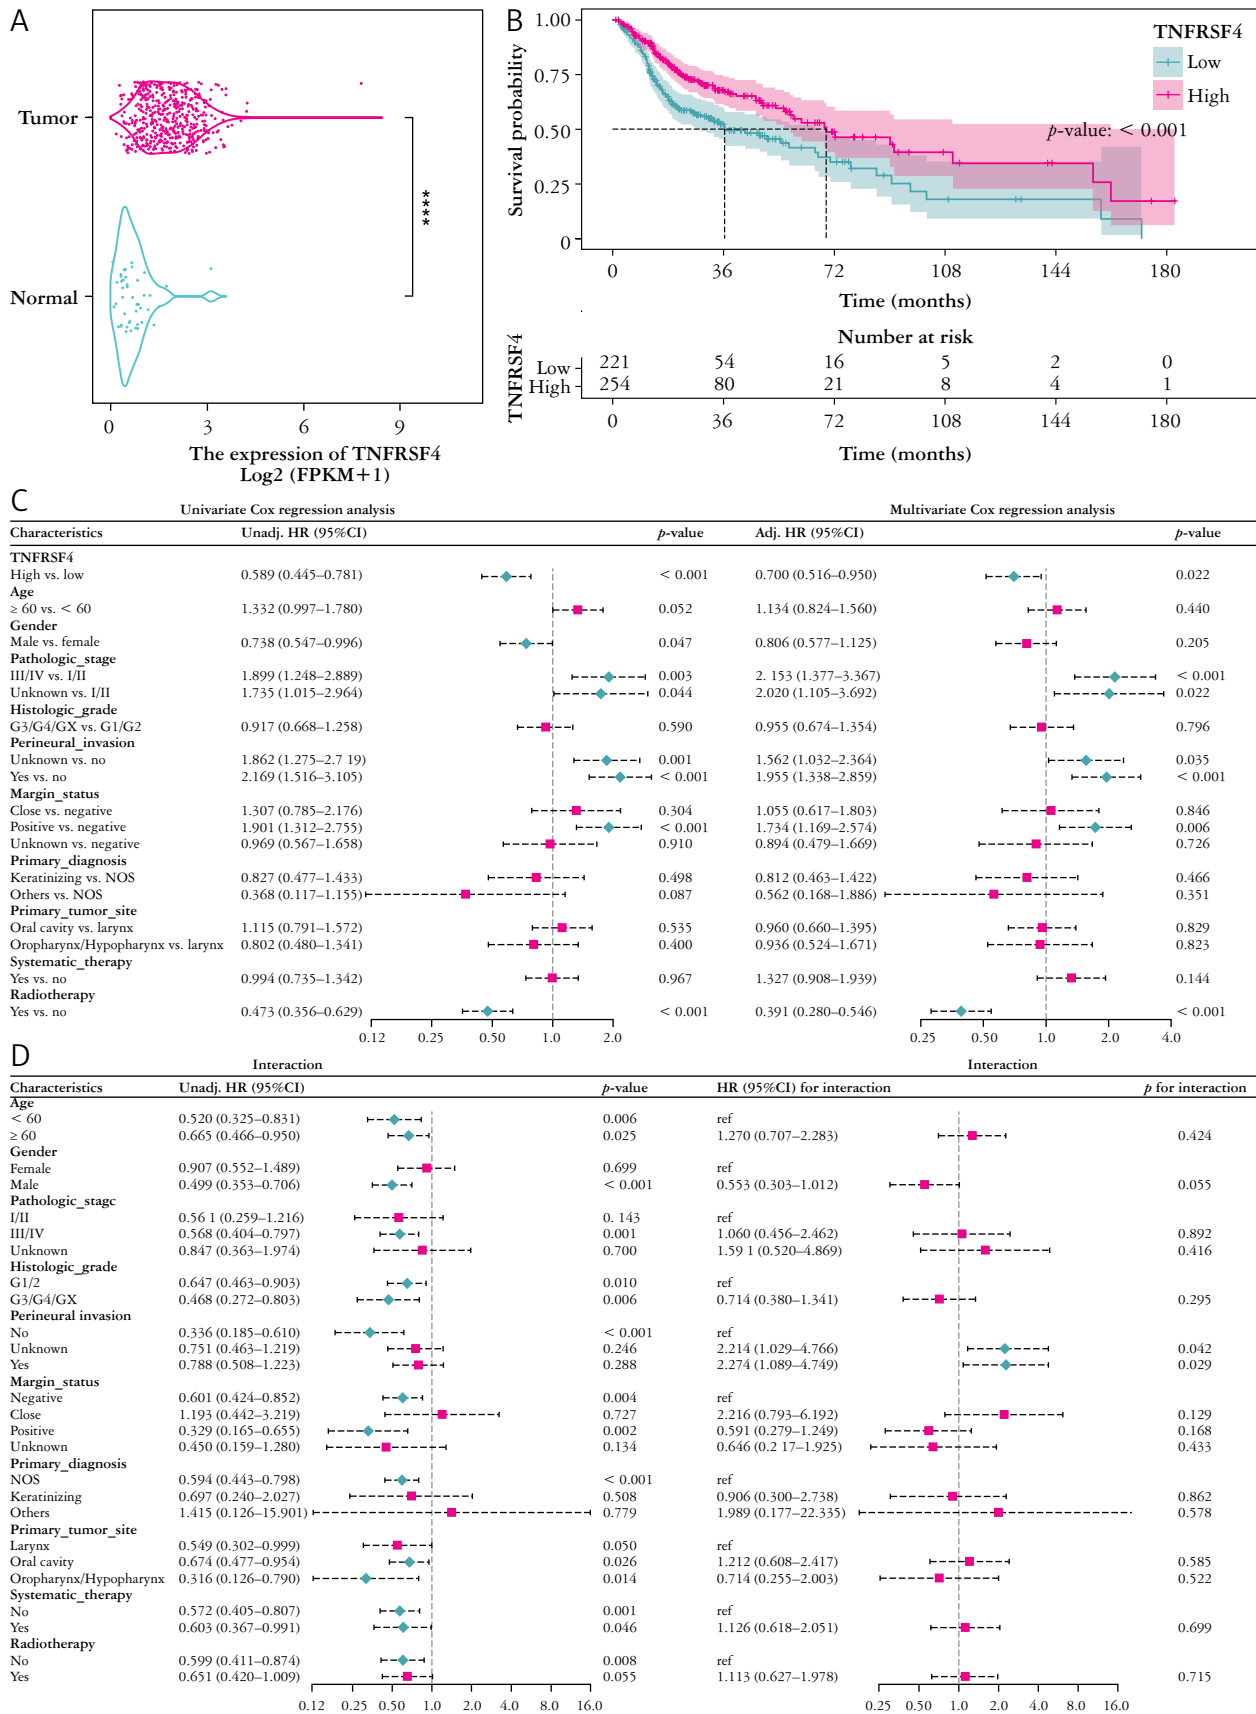 A
Tumor
Normal
****
0 3 6 9
The expression of TNFRSF4
Log2 (FPKM+1)
B
Survival probability
1.00
0.75
0.50
0.25
0
TNFRSF4
Low
High
p-value: < 0.001
0 36 72 108 144 180
Time (months)
Number at risk
TNFRSF4
Low 221 54 16 5 2 0
High 254 80 21 8 4 1
0 36 72 108 144 180
Time (months)
C
Univariate Cox regression analysis Multivariate Cox regression analysis
Characteristics Unadj. HR (95%CI) p-value Adj. HR (95%CI) p-value
TNFRSF4
High vs. low 0.589 (0.445–0.781) < 0.001 0.700 (0.516–0.950) 0.022
Age
≥ 60 vs. < 60 1.332 (0.997–1.780) 0.052 1.134 (0.824–1.560) 0.440
Gender
Male vs. female 0.738 (0.547–0.996) 0.047 0.806 (0.577–1.125) 0.205
Pathologic_stage
III/IV vs. I/II 1.899 (1.248–2.889) 0.003 2. 153 (1.377–3.367) < 0.001
Unknown vs. I/II 1.735 (1.015–2.964) 0.044 2.020 (1.105–3.692) 0.022
Histologic_grade
G3/G4/GX vs. G1/G2 0.917 (0.668–1.258) 0.590 0.955 (0.674–1.354) 0.796
Perineural_invasion
Unknown vs. no 1.862 (1.275–2.7 19) 0.001 1.562 (1.032–2.364) 0.035
Yes vs. no 2.169 (1.516–3.105) < 0.001 1.955 (1.338–2.859) < 0.001
Margin_status
Close vs. negative 1.307 (0.785–2.176) 0.304 1.055 (0.617–1.803) 0.846
Positive vs. negative 1.901 (1.312–2.755) < 0.001 1.734 (1.169–2.574) 0.006
Unknown vs. negative 0.969 (0.567–1.658) 0.910 0.894 (0.479–1.669) 0.726
Primary_diagnosis
Keratinizing vs. NOS 0.827 (0.477–1.433) 0.498 0.812 (0.463–1.422) 0.466
Others vs. NOS 0.368 (0.117–1.155) 0.087 0.562 (0.168–1.886) 0.351
Primary_tumor_site
Oral cavity vs. larynx 1.115 (0.791–1.572) 0.535 0.960 (0.660–1.395) 0.829
Oropharynx/Hypopharynx vs. larynx 0.802 (0.480–1.341) 0.400 0.936 (0.524–1.671) 0.823
Systematic_therapy
Yes vs. no 0.994 (0.735–1.342) 0.967 1.327 (0.908–1.939) 0.144
Radiotherapy
Yes vs. no 0.473 (0.356–0.629) < 0.001 0.391 (0.280–0.546) < 0.001
0.12 0.25 0.50 1.0 2.0 0.25 0.50 1.0 2.0 4.0
D
Interaction Interaction
Characteristics Unadj. HR (95%CI) p-value HR (95%CI) for interaction p for interaction
Age
< 60 0.520 (0.325–0.831) 0.006 ref
≥ 60 0.665 (0.466–0.950) 0.025 1.270 (0.707–2.283) 0.424
Gender
Female 0.907 (0.552–1.489) 0.699 ref
Male 0.499 (0.353–0.706) < 0.001 0.553 (0.303–1.012) 0.055
Pathologic_stagc
I/II 0.56 1 (0.259–1.216) 0. 143 ref
III/IV 0.568 (0.404–0.797) 0.001 1.060 (0.456–2.462) 0.892
Unknown 0.847 (0.363–1.974) 0.700 1.59 1 (0.520–4.869) 0.416
Histologic_grade
G1/2 0.647 (0.463–0.903) 0.010 ref
G3/G4/GX 0.468 (0.272–0.803) 0.006 0.714 (0.380–1.341) 0.295
Perineural invasion
No 0.336 (0.185–0.610) < 0.001 ref
Unknown 0.751 (0.463–1.219) 0.246 2.214 (1.029–4.766) 0.042
Yes 0.788 (0.508–1.223) 0.288 2.274 (1.089–4.749) 0.029
Margin_status
Negative 0.601 (0.424–0.852) 0.004 ref
Close 1.193 (0.442–3.219) 0.727 2.216 (0.793–6.192) 0.129
Positive 0.329 (0.165–0.655) 0.002 0.591 (0.279–1.249) 0.168
Unknown 0.450 (0.159–1.280) 0.134 0.646 (0.2 17–1.925) 0.433
Primary_diagnosis
NOS 0.594 (0.443–0.798) < 0.001 ref
Keratinizing 0.697 (0.240–2.027) 0.508 0.906 (0.300–2.738) 0.862
Others 1.415 (0.126–15.901) 0.779 1.989 (0.177–22.335) 0.578
Primary_tumor_site
Larynx 0.549 (0.302–0.999) 0.050 ref
Oral cavity 0.674 (0.477–0.954) 0.026 1.212 (0.608–2.417) 0.585
Oropharynx/Hypopharynx 0.316 (0.126–0.790) 0.014 0.714 (0.255–2.003) 0.522
Systematic_therapy
No 0.572 (0.405–0.807) 0.001 ref
Yes 0.603 (0.367–0.991) 0.046 1.126 (0.618–2.051) 0.699
Radiotherapy
No 0.599 (0.411–0.874) 0.008 ref
Yes 0.651 (0.420–1.009) 0.055 1.113 (0.627–1.978) 0.715
0.12 0.25 0.50 1.0 2.0 4.0 8.0 16.0 0.25 0.50 1.0 2.0 4.0 8.0 16.0